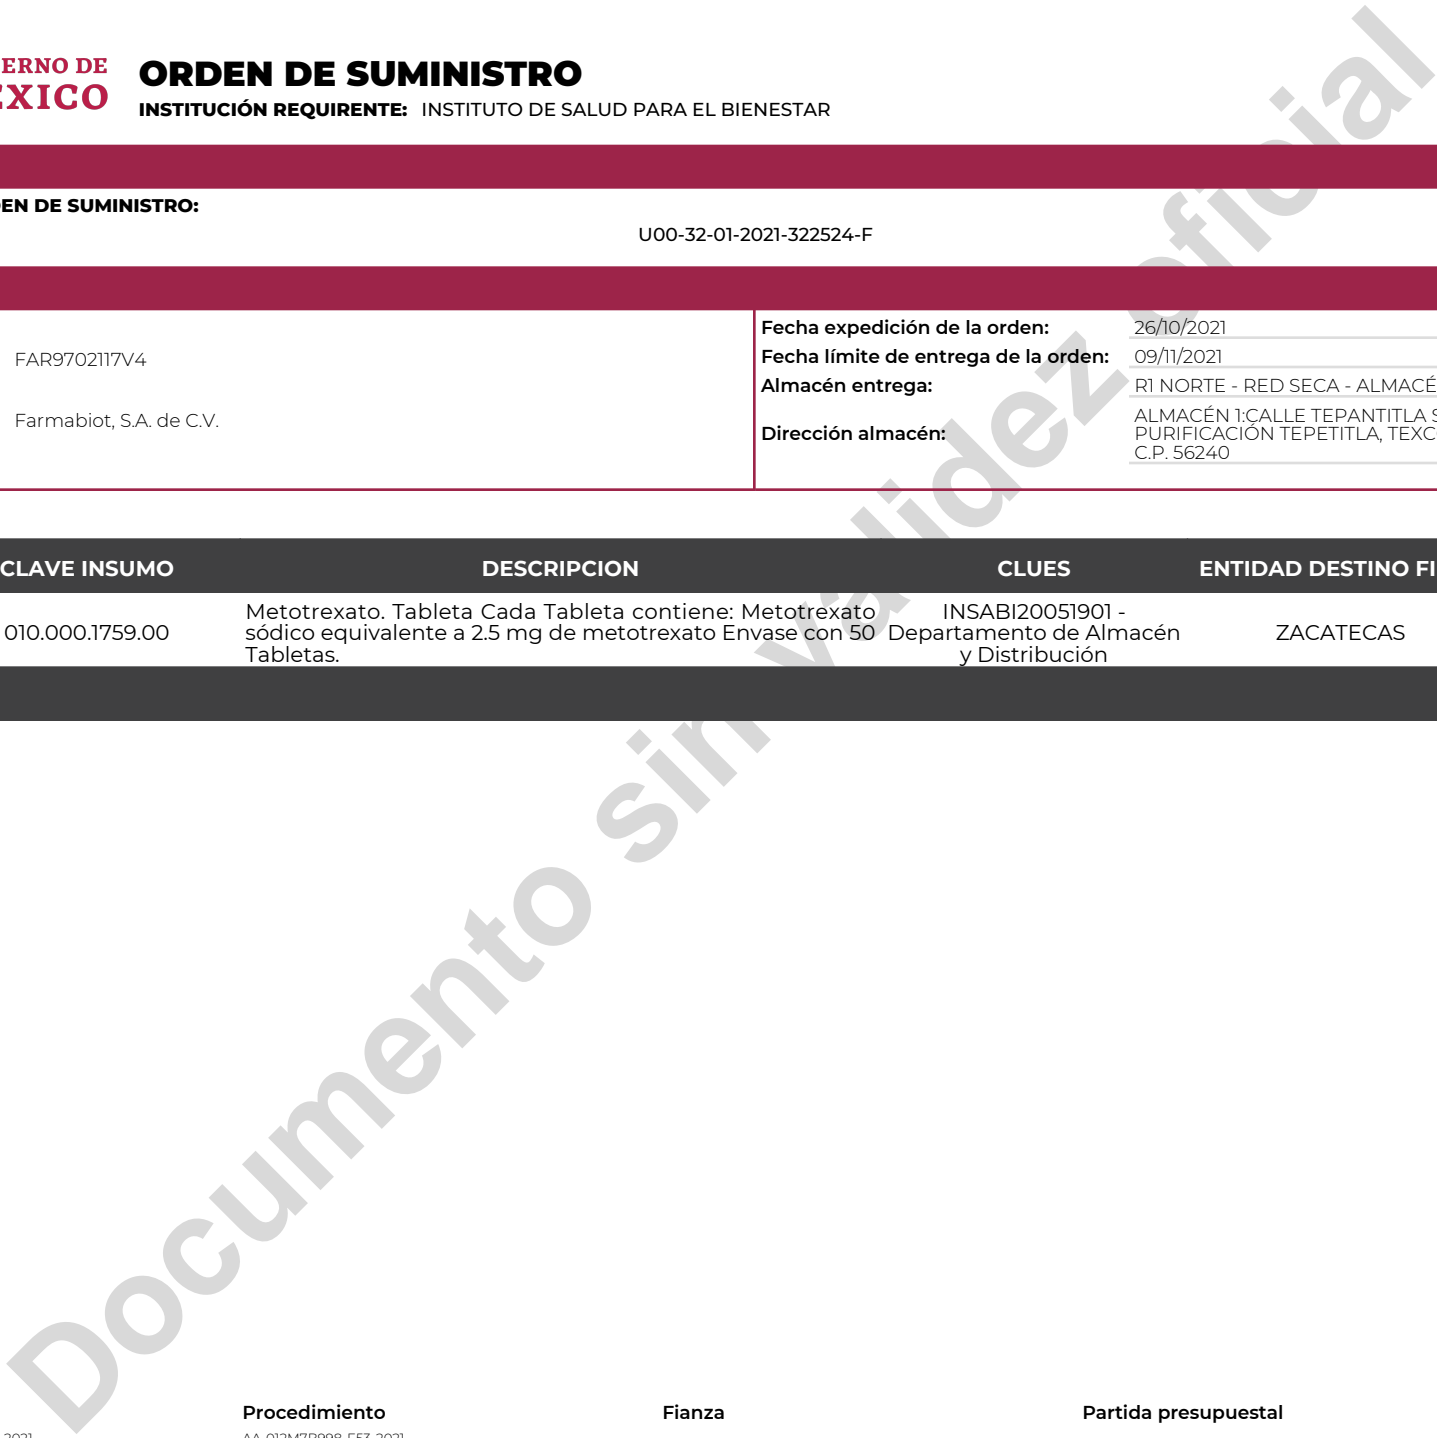 ERNO DE
EXICO
ORDEN DE SUMINISTRO
INSTITUCIÓN REQUIRENTE: INSTITUTO DE SALUD PARA EL BIENESTAR
EN DE SUMINISTRO:
U00-32-01-2021-322524-F
FAR9702117V4
Farmabiot, S.A. de C.V.
Fecha expedición de la orden: 26/10/2021
Fecha límite de entrega de la orden: 09/11/2021
Almacén entrega: R1 NORTE - RED SECA - ALMACÉ
Dirección almacén: ALMACÉN 1:CALLE TEPANTITLA S
PURIFICACIÓN TEPETITLA, TEXC
C.P. 56240
CLAVE INSUMO DESCRIPCION CLUES ENTIDAD DESTINO FI
010.000.1759.00
Metotrexato. Tableta Cada Tableta contiene: Metotrexato
sódico equivalente a 2.5 mg de metotrexato Envase con 50
Tabletas.
INSABI20051901 -
Departamento de Almacén
y Distribución
ZACATECAS
Documento sin validez oficial
Procedimiento Fianza Partida presupuestal